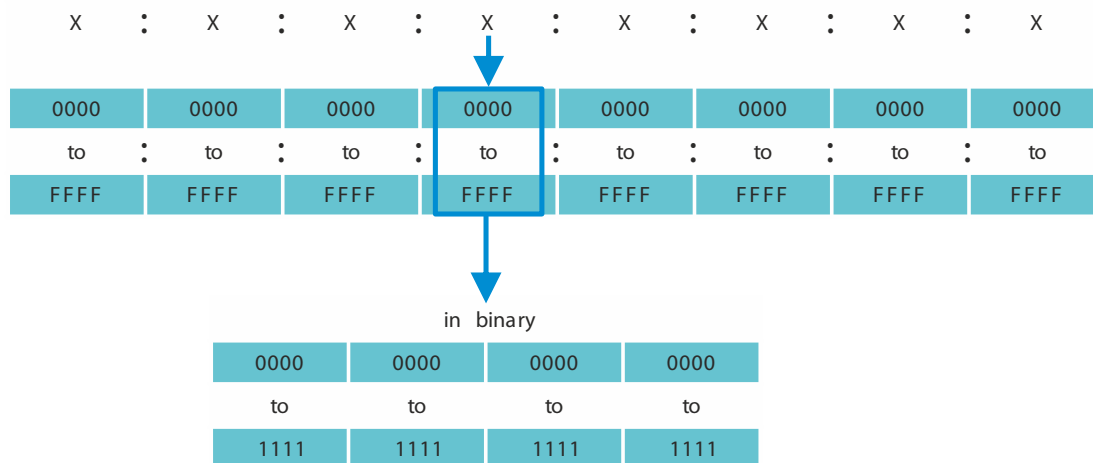 X : X : X : X : X : X : X : X
0000 0000 0000 0000 0000 0000 0000 0000
to : to : to : to : to : to : to : to
FFFF FFFF FFFF FFFF FFFF FFFF FFFF FFFF
in binary
0000 0000 0000 0000
to to to to
1111 1111 1111 1111